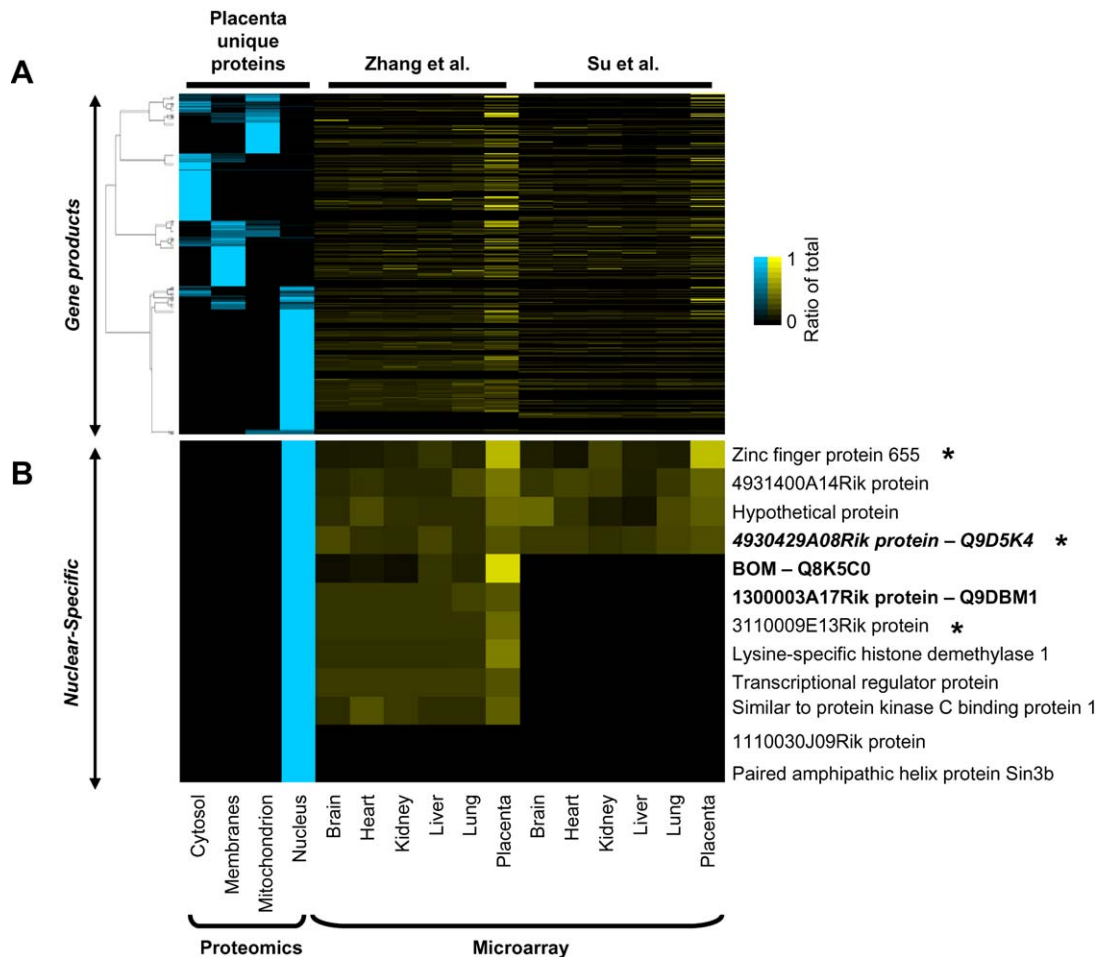 Placenta
unique
proteins
Zhang et al.
Su et al.
A
Gene products
1
0
Ratio of total
B
Nuclear-Specific
Zinc finger protein 655 *
4931400A14Rik protein
Hypothetical protein
4930429A08Rik protein – Q9D5K4 *
BOM – Q8K5C0
1300003A17Rik protein – Q9DBM1
3110009E13Rik protein *
Lysine-specific histone demethylase 1
Transcriptional regulator protein
Similar to protein kinase C binding protein 1
1110030J09Rik protein
Paired amphipathic helix protein Sin3b
Cytosol
Membranes
Mitochondrion
Nucleus
Brain
Heart
Kidney
Liver
Lung
Placenta
Brain
Heart
Kidney
Liver
Lung
Placenta
Proteomics
Microarray